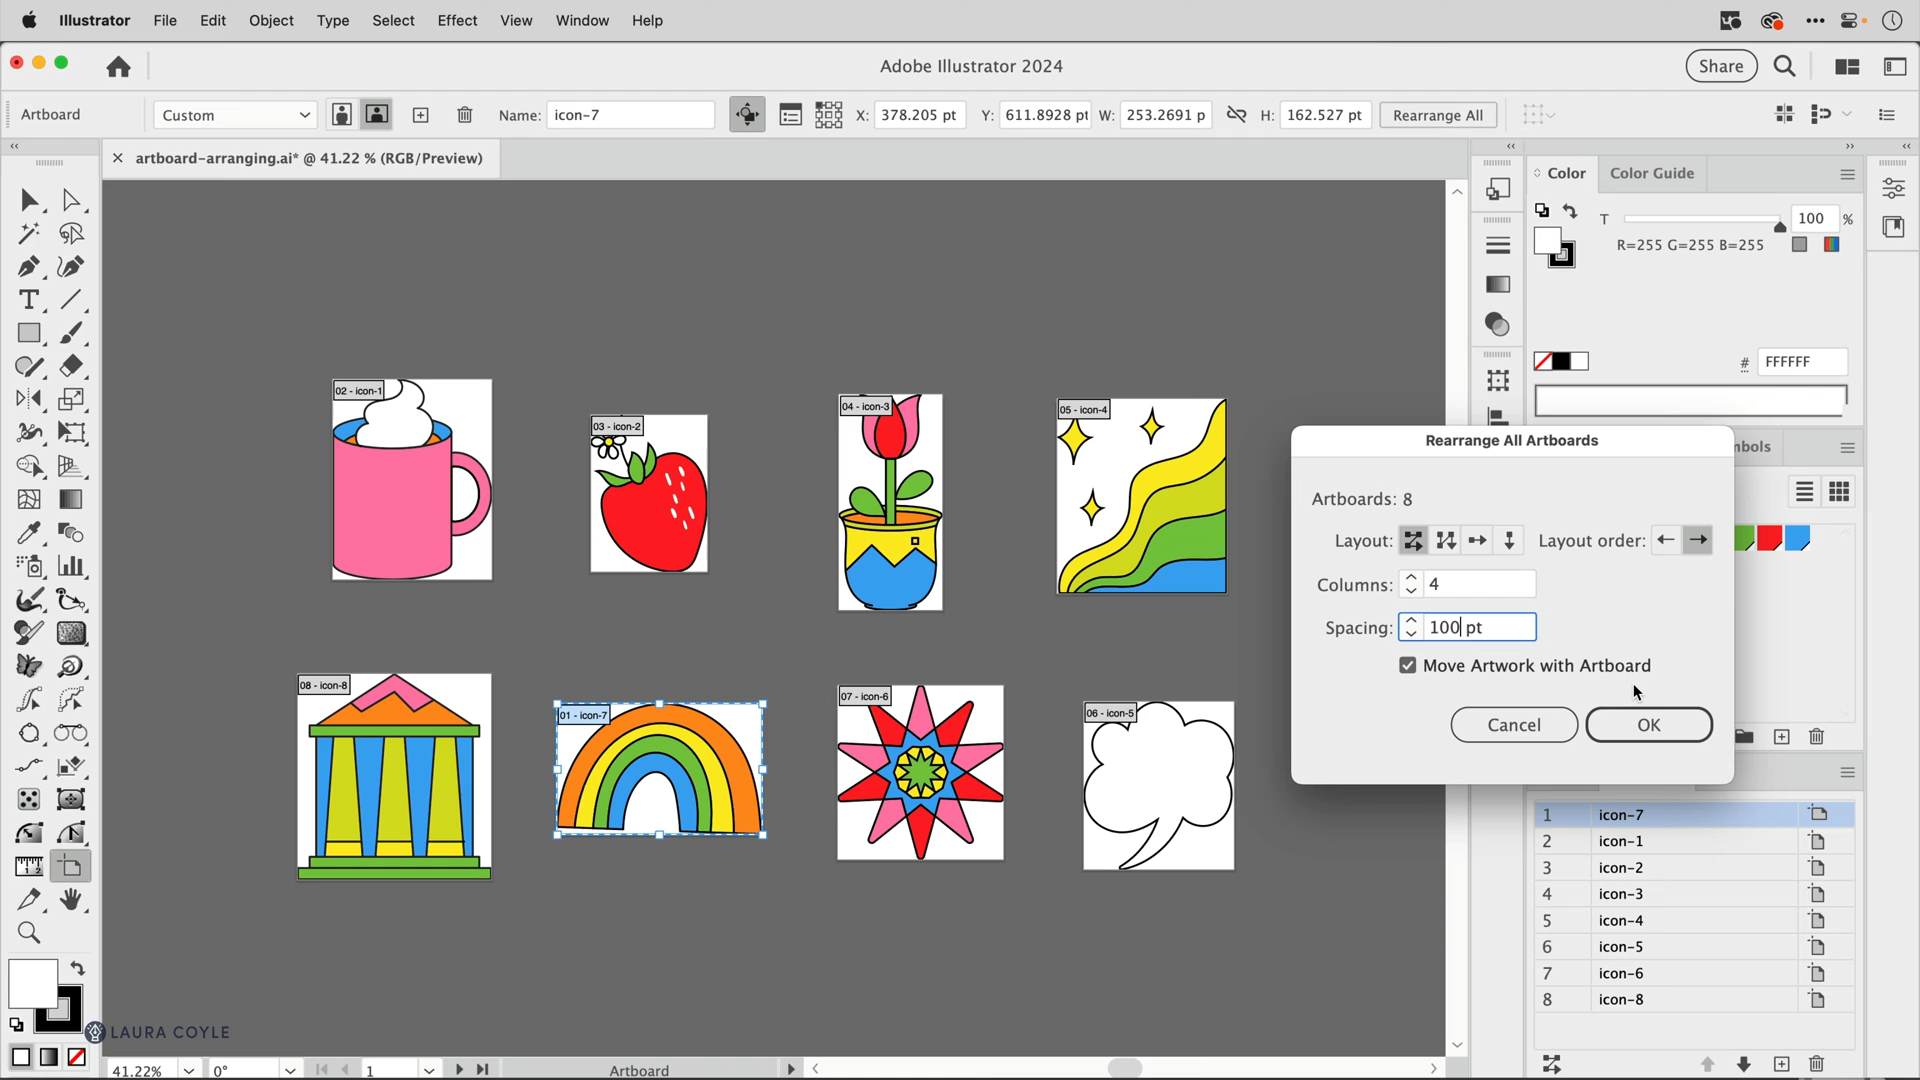 Illustrator File Edit Object Type Select Effect View Window Help
Adobe Illustrator 2024
Share
Artboard
Custom
Name: icon-7
X: 378.205 pt
Y: 611.8928 pt
W: 253.2691 p
H: 162.527 pt
Rearrange All
artboard-arranging.ai* @ 41.22 % (RGB/Preview)
Color
Color Guide
T
100 %
R=255 G=255 B=255
# FFFFFF
mbols
02 - icon-1
03 - icon-2
04 - icon-3
05 - icon-4
08 - icon-8
01 - icon-7
07 - icon-6
06 - icon-5
Rearrange All Artboards
Artboards: 8
Layout:
Layout order:
Columns: 4
Spacing: 100 pt
Move Artwork with Artboard
Cancel
OK
1 icon-7
2 icon-1
3 icon-2
4 icon-3
5 icon-4
6 icon-5
7 icon-6
8 icon-8
LAURA COYLE
41.22%
0°
1
Artboard